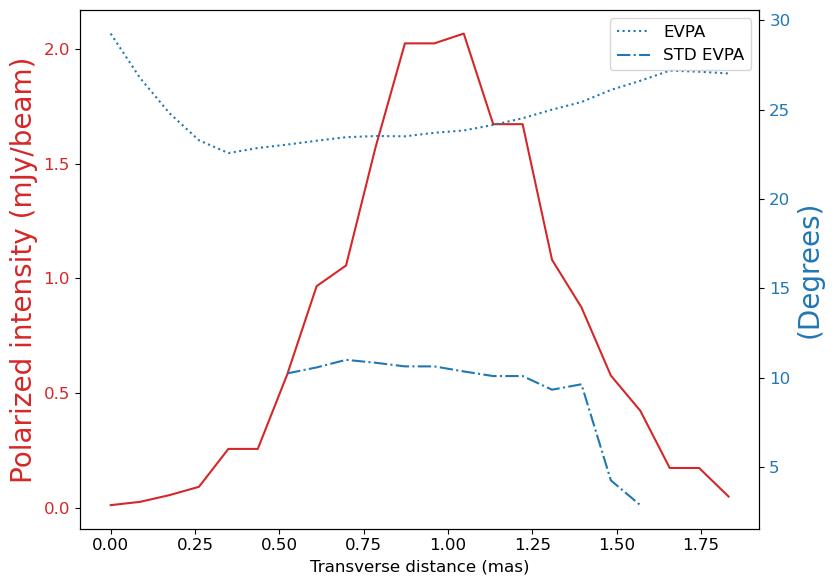 EVPA
STD EVPA
Polarized intensity (mJy/beam)
2.0
1.5
1.0
0.5
0.0
30
25
20
15
10
5
(Degrees)
0.00 0.25 0.50 0.75 1.00 1.25 1.50 1.75
Transverse distance (mas)